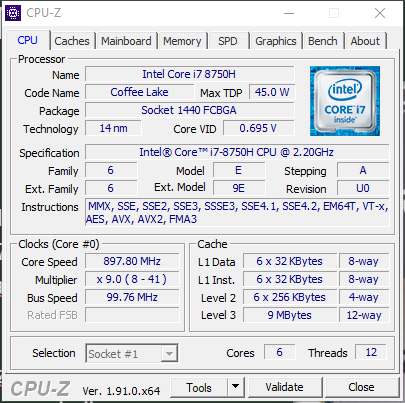 CPU-Z
CPU Caches Mainboard Memory SPD Graphics Bench About
Processor
Name Intel Core i7 8750H
Code Name Coffee Lake Max TDP 45.0 W
Package Socket 1440 FCBGA
Technology 14 nm Core VID 0.695 V
intel
CORE i7
inside™
Specification Intel® Core™ i7-8750H CPU @ 2.20GHz
Family 6 Model E Stepping A
Ext. Family 6 Ext. Model 9E Revision U0
Instructions MMX, SSE, SSE2, SSE3, SSSE3, SSE4.1, SSE4.2, EM64T, VT-x,
AES, AVX, AVX2, FMA3
Clocks (Core #0)
Core Speed 897.80 MHz
Multiplier x 9.0 ( 8 - 41 )
Bus Speed 99.76 MHz
Rated FSB
Cache
L1 Data 6 x 32 KBytes 8-way
L1 Inst. 6 x 32 KBytes 8-way
Level 2 6 x 256 KBytes 4-way
Level 3 9 MBytes 12-way
Selection Socket #1 Cores 6 Threads 12
CPU-Z Ver. 1.91.0.x64 Tools Validate Close